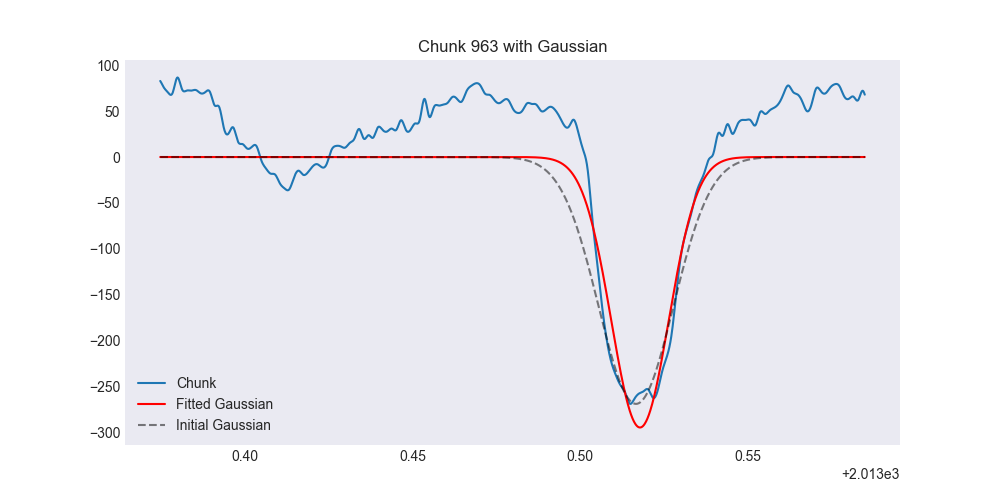 Chunk 963 with Gaussian
100
50
0
−50
−100
−150
−200
−250
−300
Chunk
Fitted Gaussian
Initial Gaussian
0.40 0.45 0.50 0.55
+2.013e3